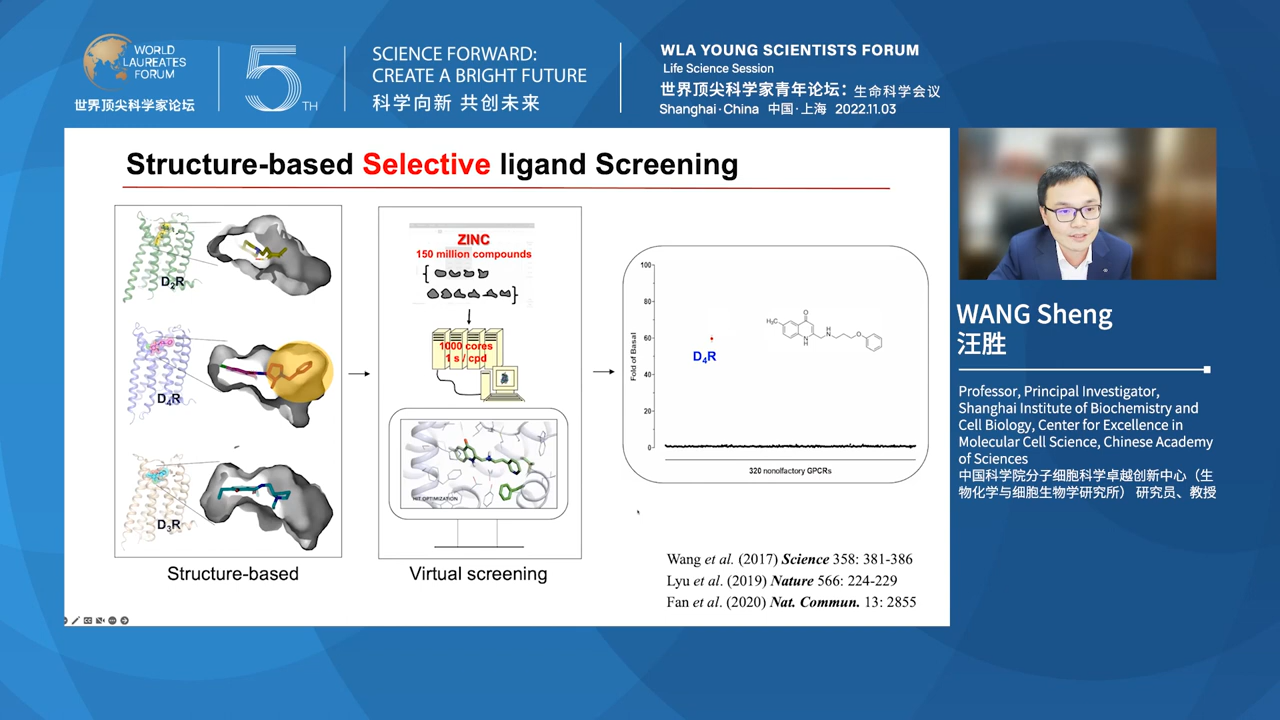 WORLD
LAUREATES
FORUM
世界顶尖科学家论坛
5TH
SCIENCE FORWARD:
CREATE A BRIGHT FUTURE
科学向新 共创未来
WLA YOUNG SCIENTISTS FORUM
Life Science Session
世界顶尖科学家青年论坛：生命科学会议
Shanghai·China 中国·上海 2022.11.03
Structure-based Selective ligand Screening
D₂R
D₄R
D₃R
Structure-based
ZINC
150 million compounds
1000 cores
1 s / cpd
HIT OPTIMIZATION
Virtual screening
Fold of Basal
100
80
60
40
20
0
D₄R
H₃C
O
N
H
H
N
O
320 nonolfactory GPCRs
Wang et al. (2017) Science 358: 381-386
Lyu et al. (2019) Nature 566: 224-229
Fan et al. (2020) Nat. Commun. 13: 2855
WANG Sheng
汪胜
Professor, Principal Investigator,
Shanghai Institute of Biochemistry and
Cell Biology, Center for Excellence in
Molecular Cell Science, Chinese Academy
of Sciences
中国科学院分子细胞科学卓越创新中心（生
物化学与细胞生物学研究所） 研究员、教授